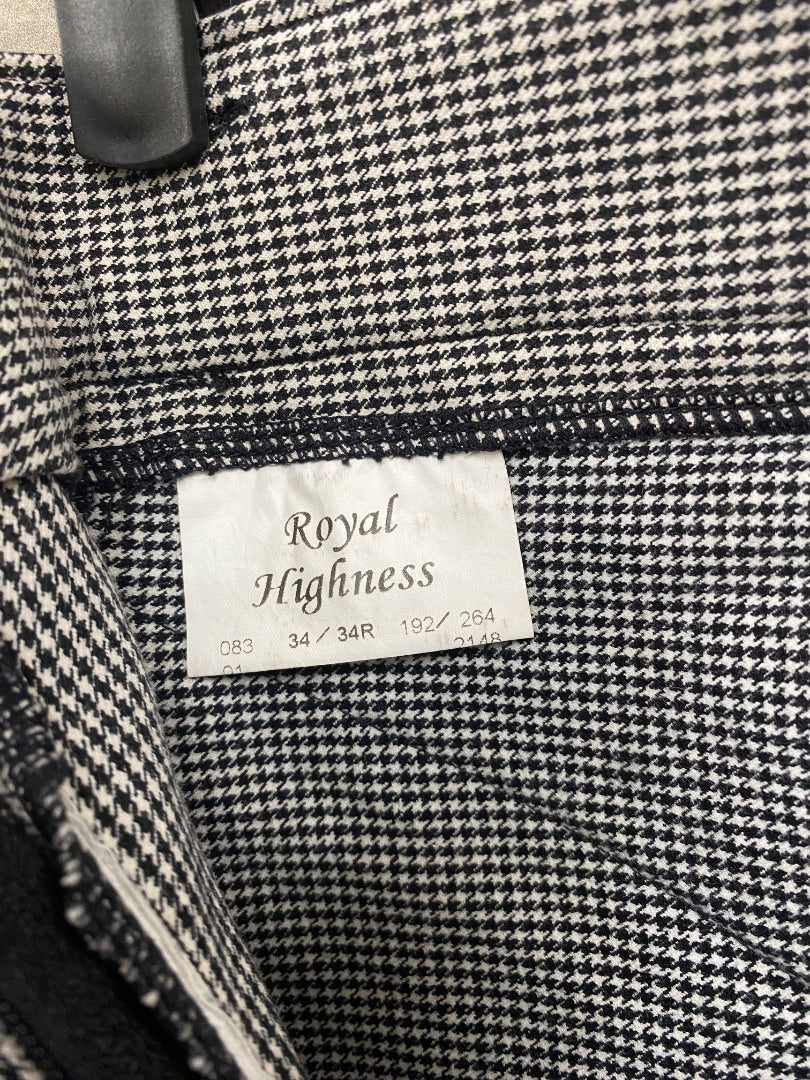 Royal
Highness
083 34 / 34R 192/ 264
01 2148